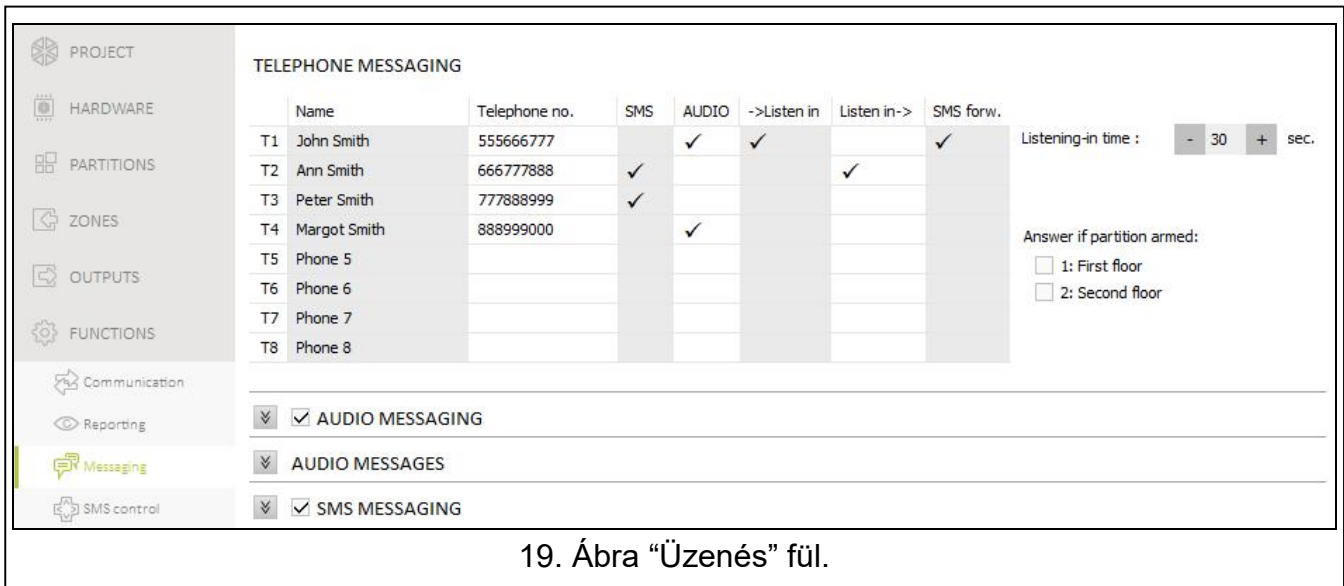 PROJECT
HARDWARE
PARTITIONS
ZONES
OUTPUTS
FUNCTIONS
Communication
Reporting
Messaging
SMS control
TELEPHONE MESSAGING
Name Telephone no. SMS AUDIO ->Listen in Listen in-> SMS forw.
T1 John Smith 555666777 ✓ ✓ ✓
T2 Ann Smith 666777888 ✓ ✓
T3 Peter Smith 777888999 ✓
T4 Margot Smith 888999000 ✓
T5 Phone 5
T6 Phone 6
T7 Phone 7
T8 Phone 8
Listening-in time : - 30 + sec.
Answer if partition armed:
1: First floor
2: Second floor
AUDIO MESSAGING
AUDIO MESSAGES
SMS MESSAGING
19. Ábra “Üzenés” fül.